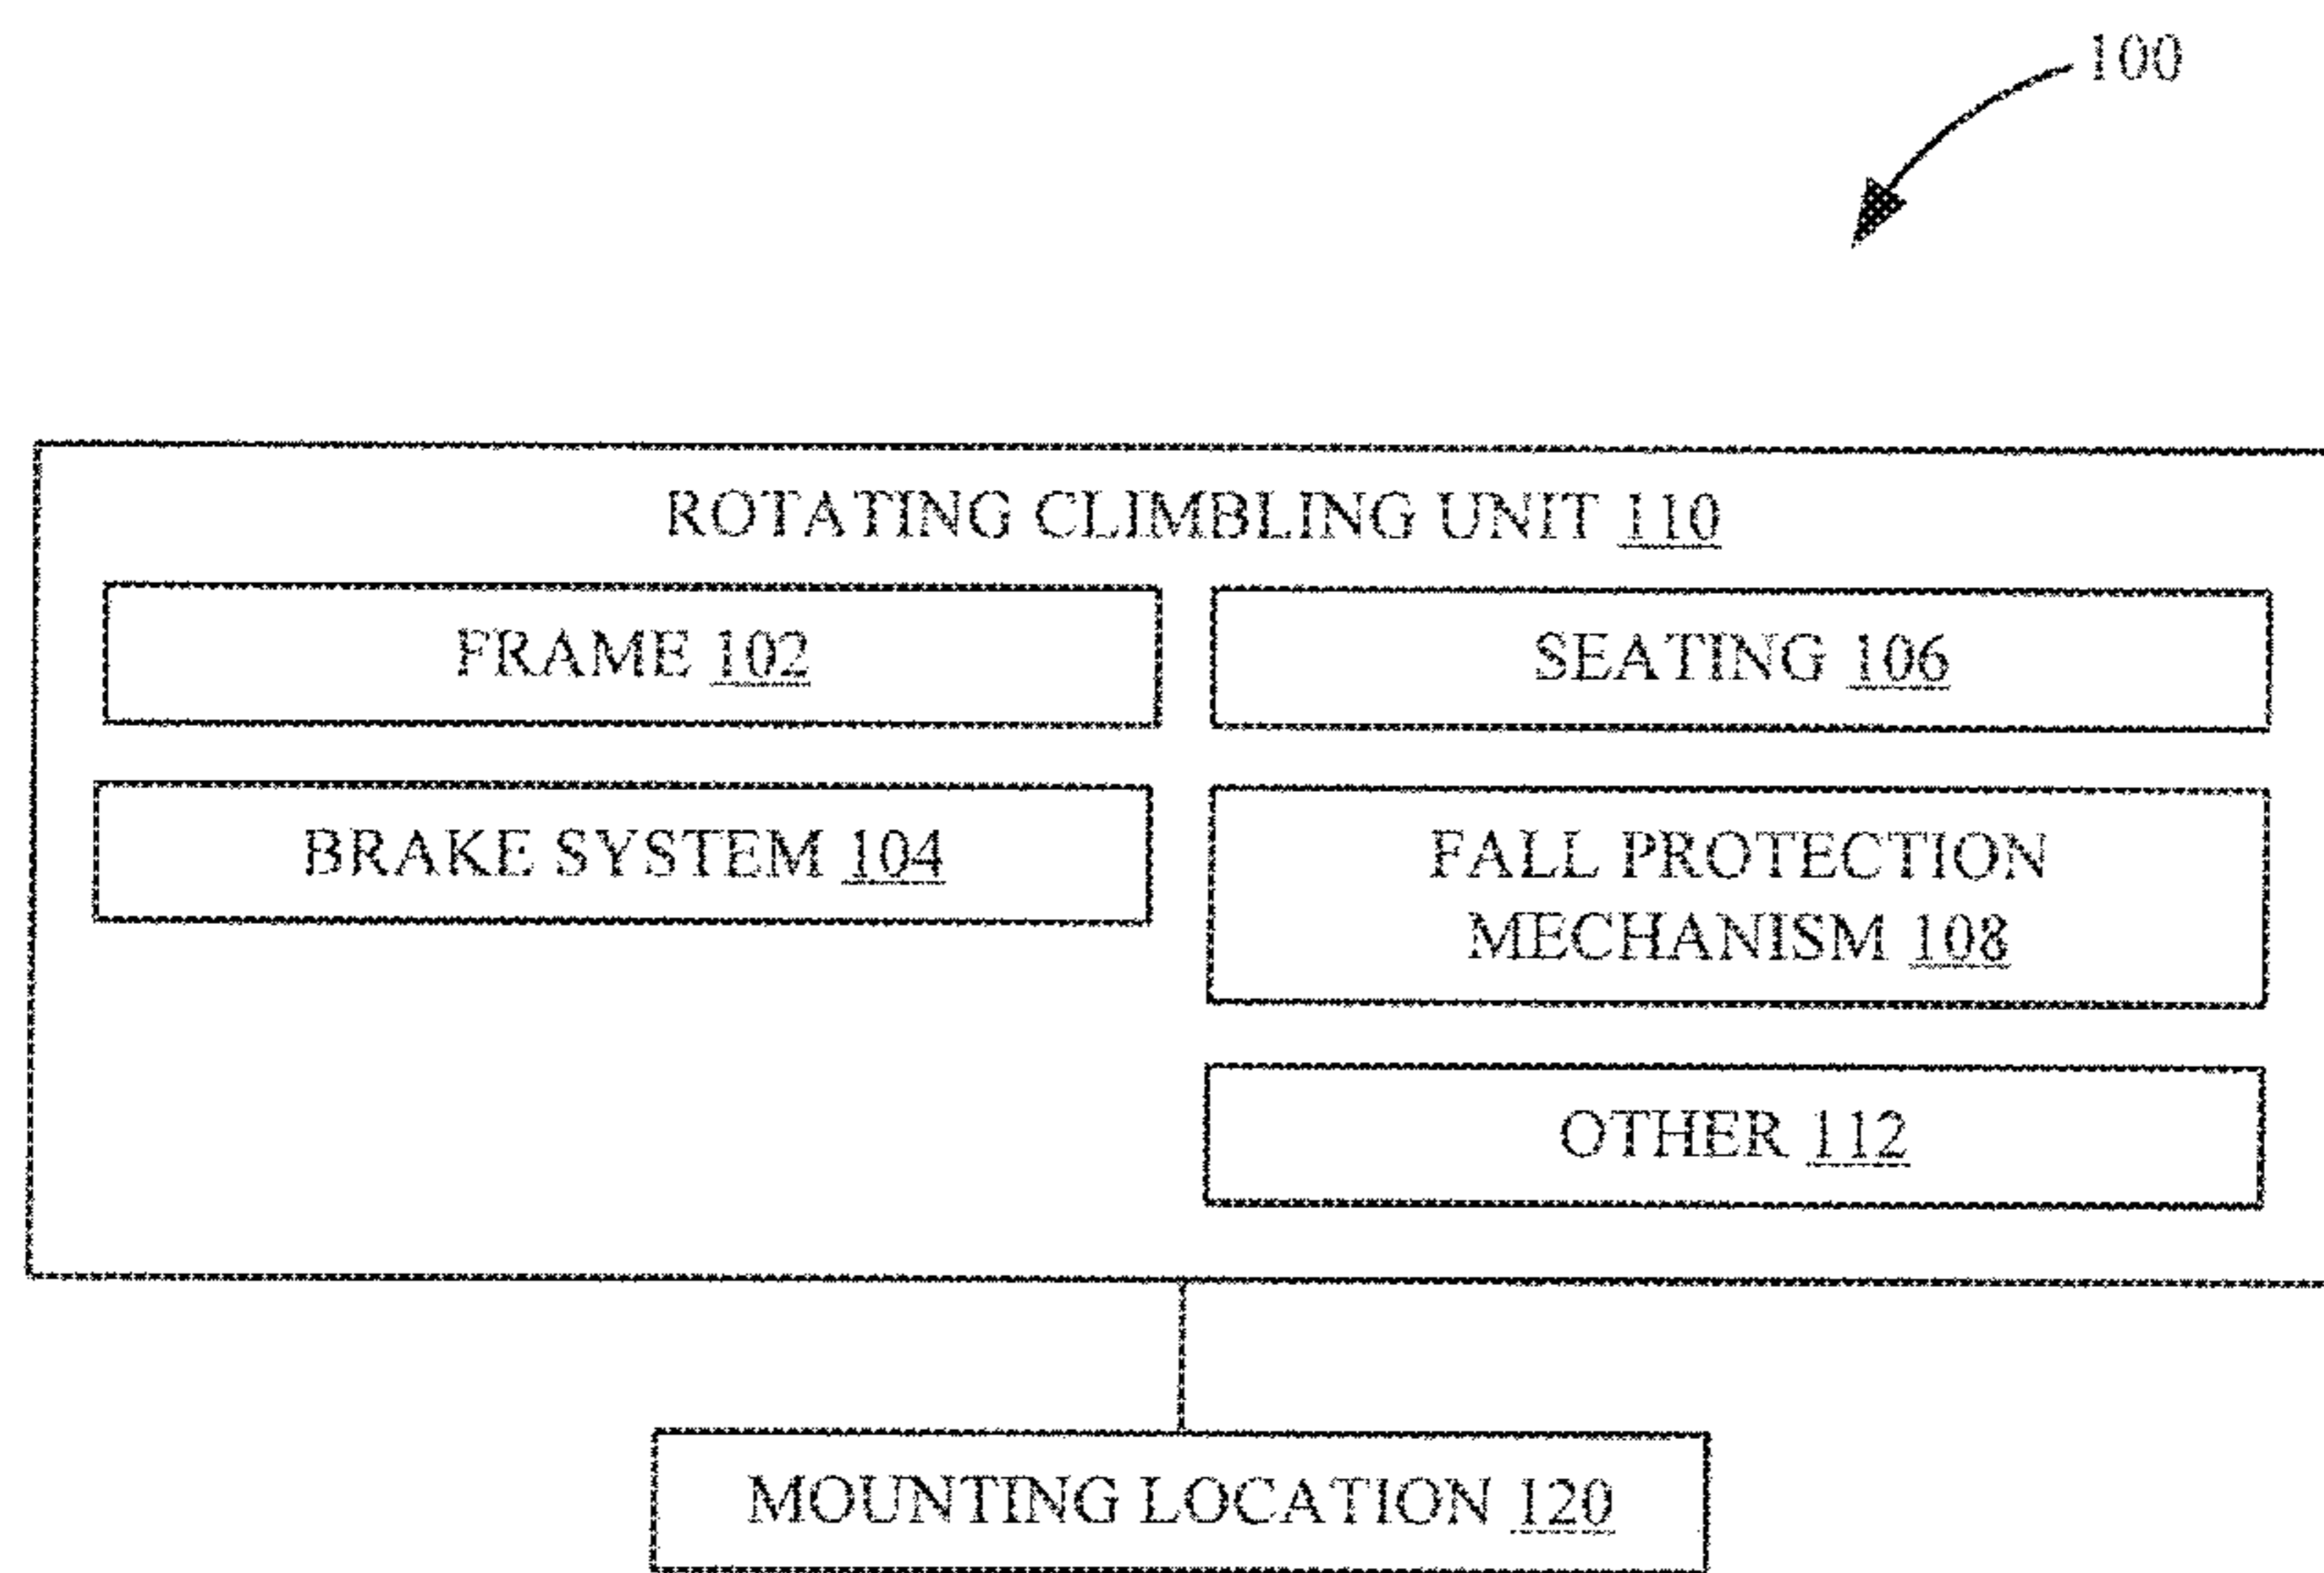 100
ROTATING CLIMBLING UNIT 110
FRAME 102
SEATING 106
BRAKE SYSTEM 104
FALL PROTECTION
MECHANISM 108
OTHER 112
MOUNTING LOCATION 120